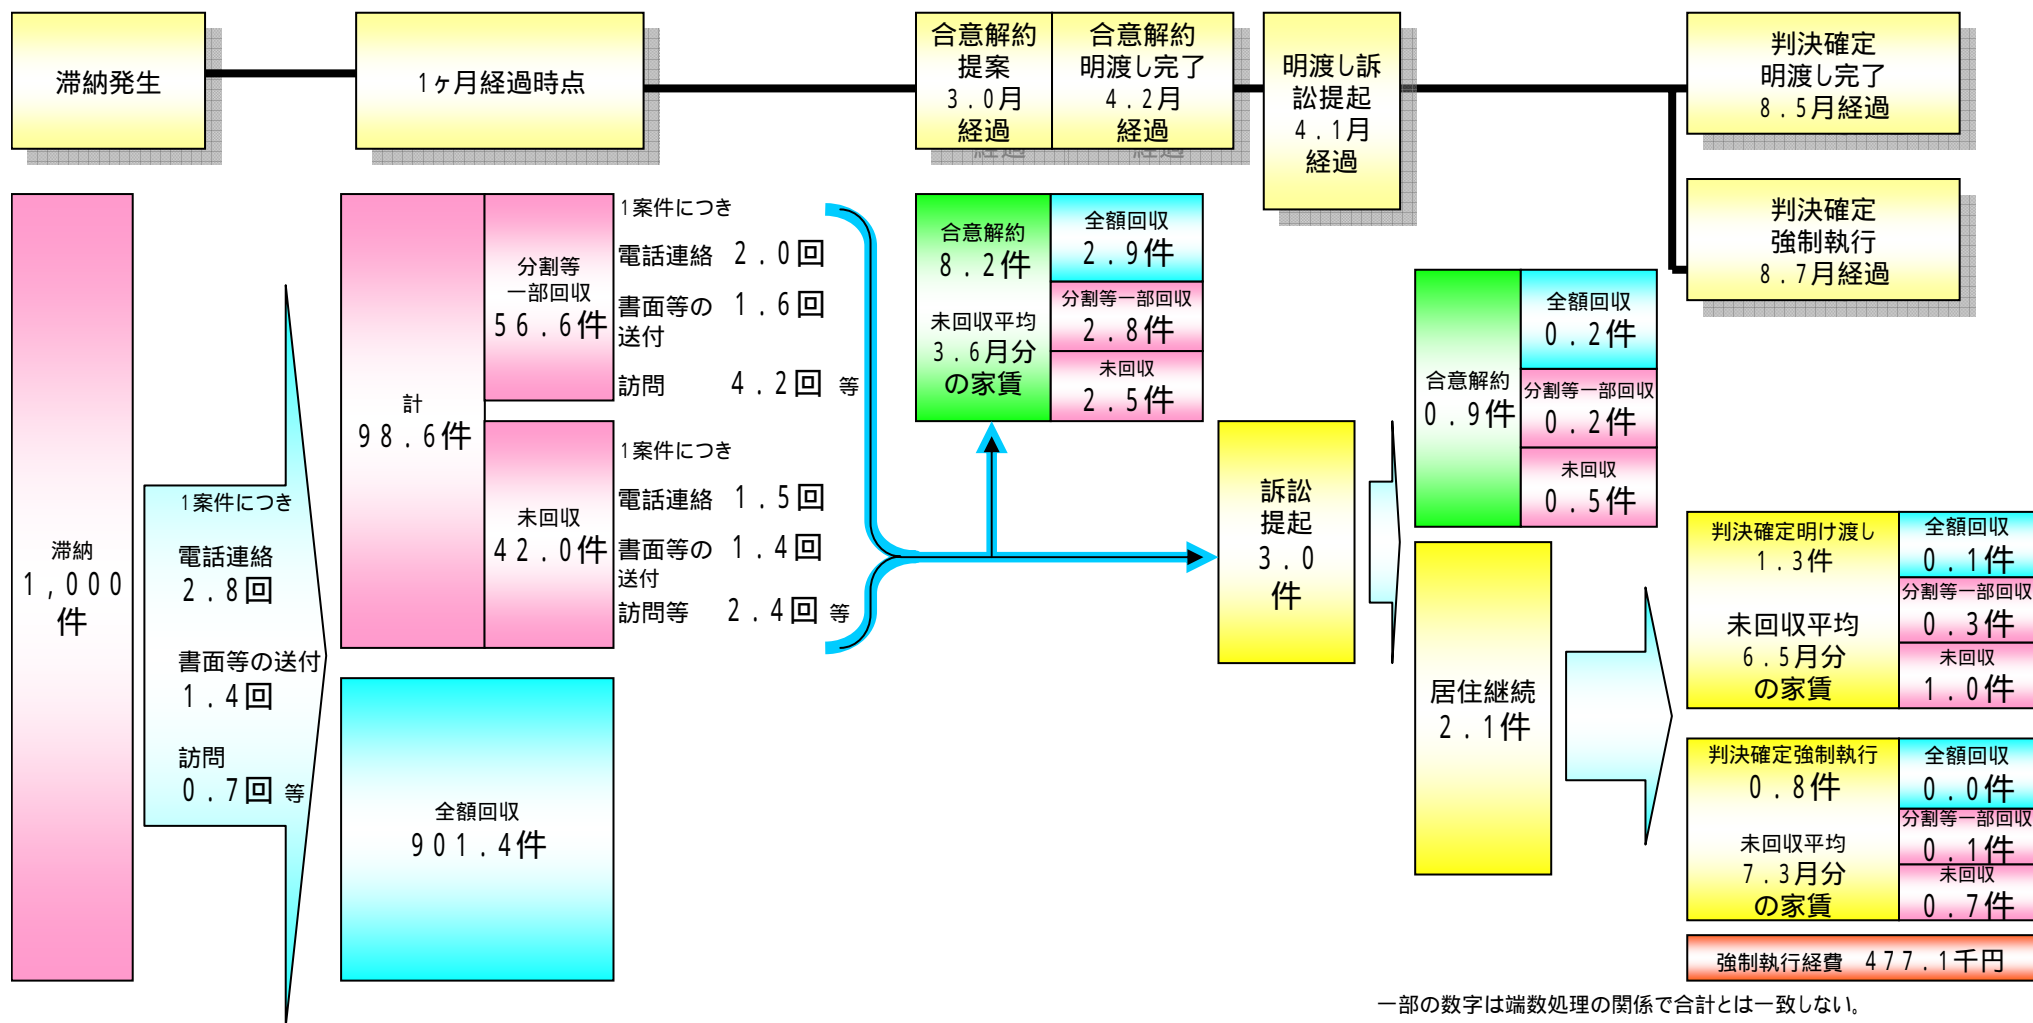 滞納発生
1ヶ月経過時点
合意解約
提案
3.0月
経過
合意解約
明渡し完了
4.2月
経過
明渡し訴
訟提起
4.1月
経過
判決確定
明渡し完了
8.5月経過
判決確定
強制執行
8.7月経過
滞納
1,000
件
1案件につき
電話連絡
2.8回
書面等の送付
1.4回
訪問
0.7回 等
計
98.6件
分割等
一部回収
56.6件
1案件につき
電話連絡 2.0回
書面等の 1.6回
送付
訪問 4.2回 等
未回収
42.0件
1案件につき
電話連絡 1.5回
書面等の 1.4回
送付
訪問等 2.4回 等
全額回収
901.4件
合意解約
8.2件
未回収平均
3.6月分
の家賃
全額回収
2.9件
分割等一部回収
2.8件
未回収
2.5件
訴訟
提起
3.0
件
合意解約
0.9件
全額回収
0.2件
分割等一部回収
0.2件
未回収
0.5件
居住継続
2.1件
判決確定明け渡し
1.3件
未回収平均
6.5月分
の家賃
全額回収
0.1件
分割等一部回収
0.3件
未回収
1.0件
判決確定強制執行
0.8件
未回収平均
7.3月分
の家賃
全額回収
0.0件
分割等一部回収
0.1件
未回収
0.7件
強制執行経費 477.1千円
一部の数字は端数処理の関係で合計とは一致しない。